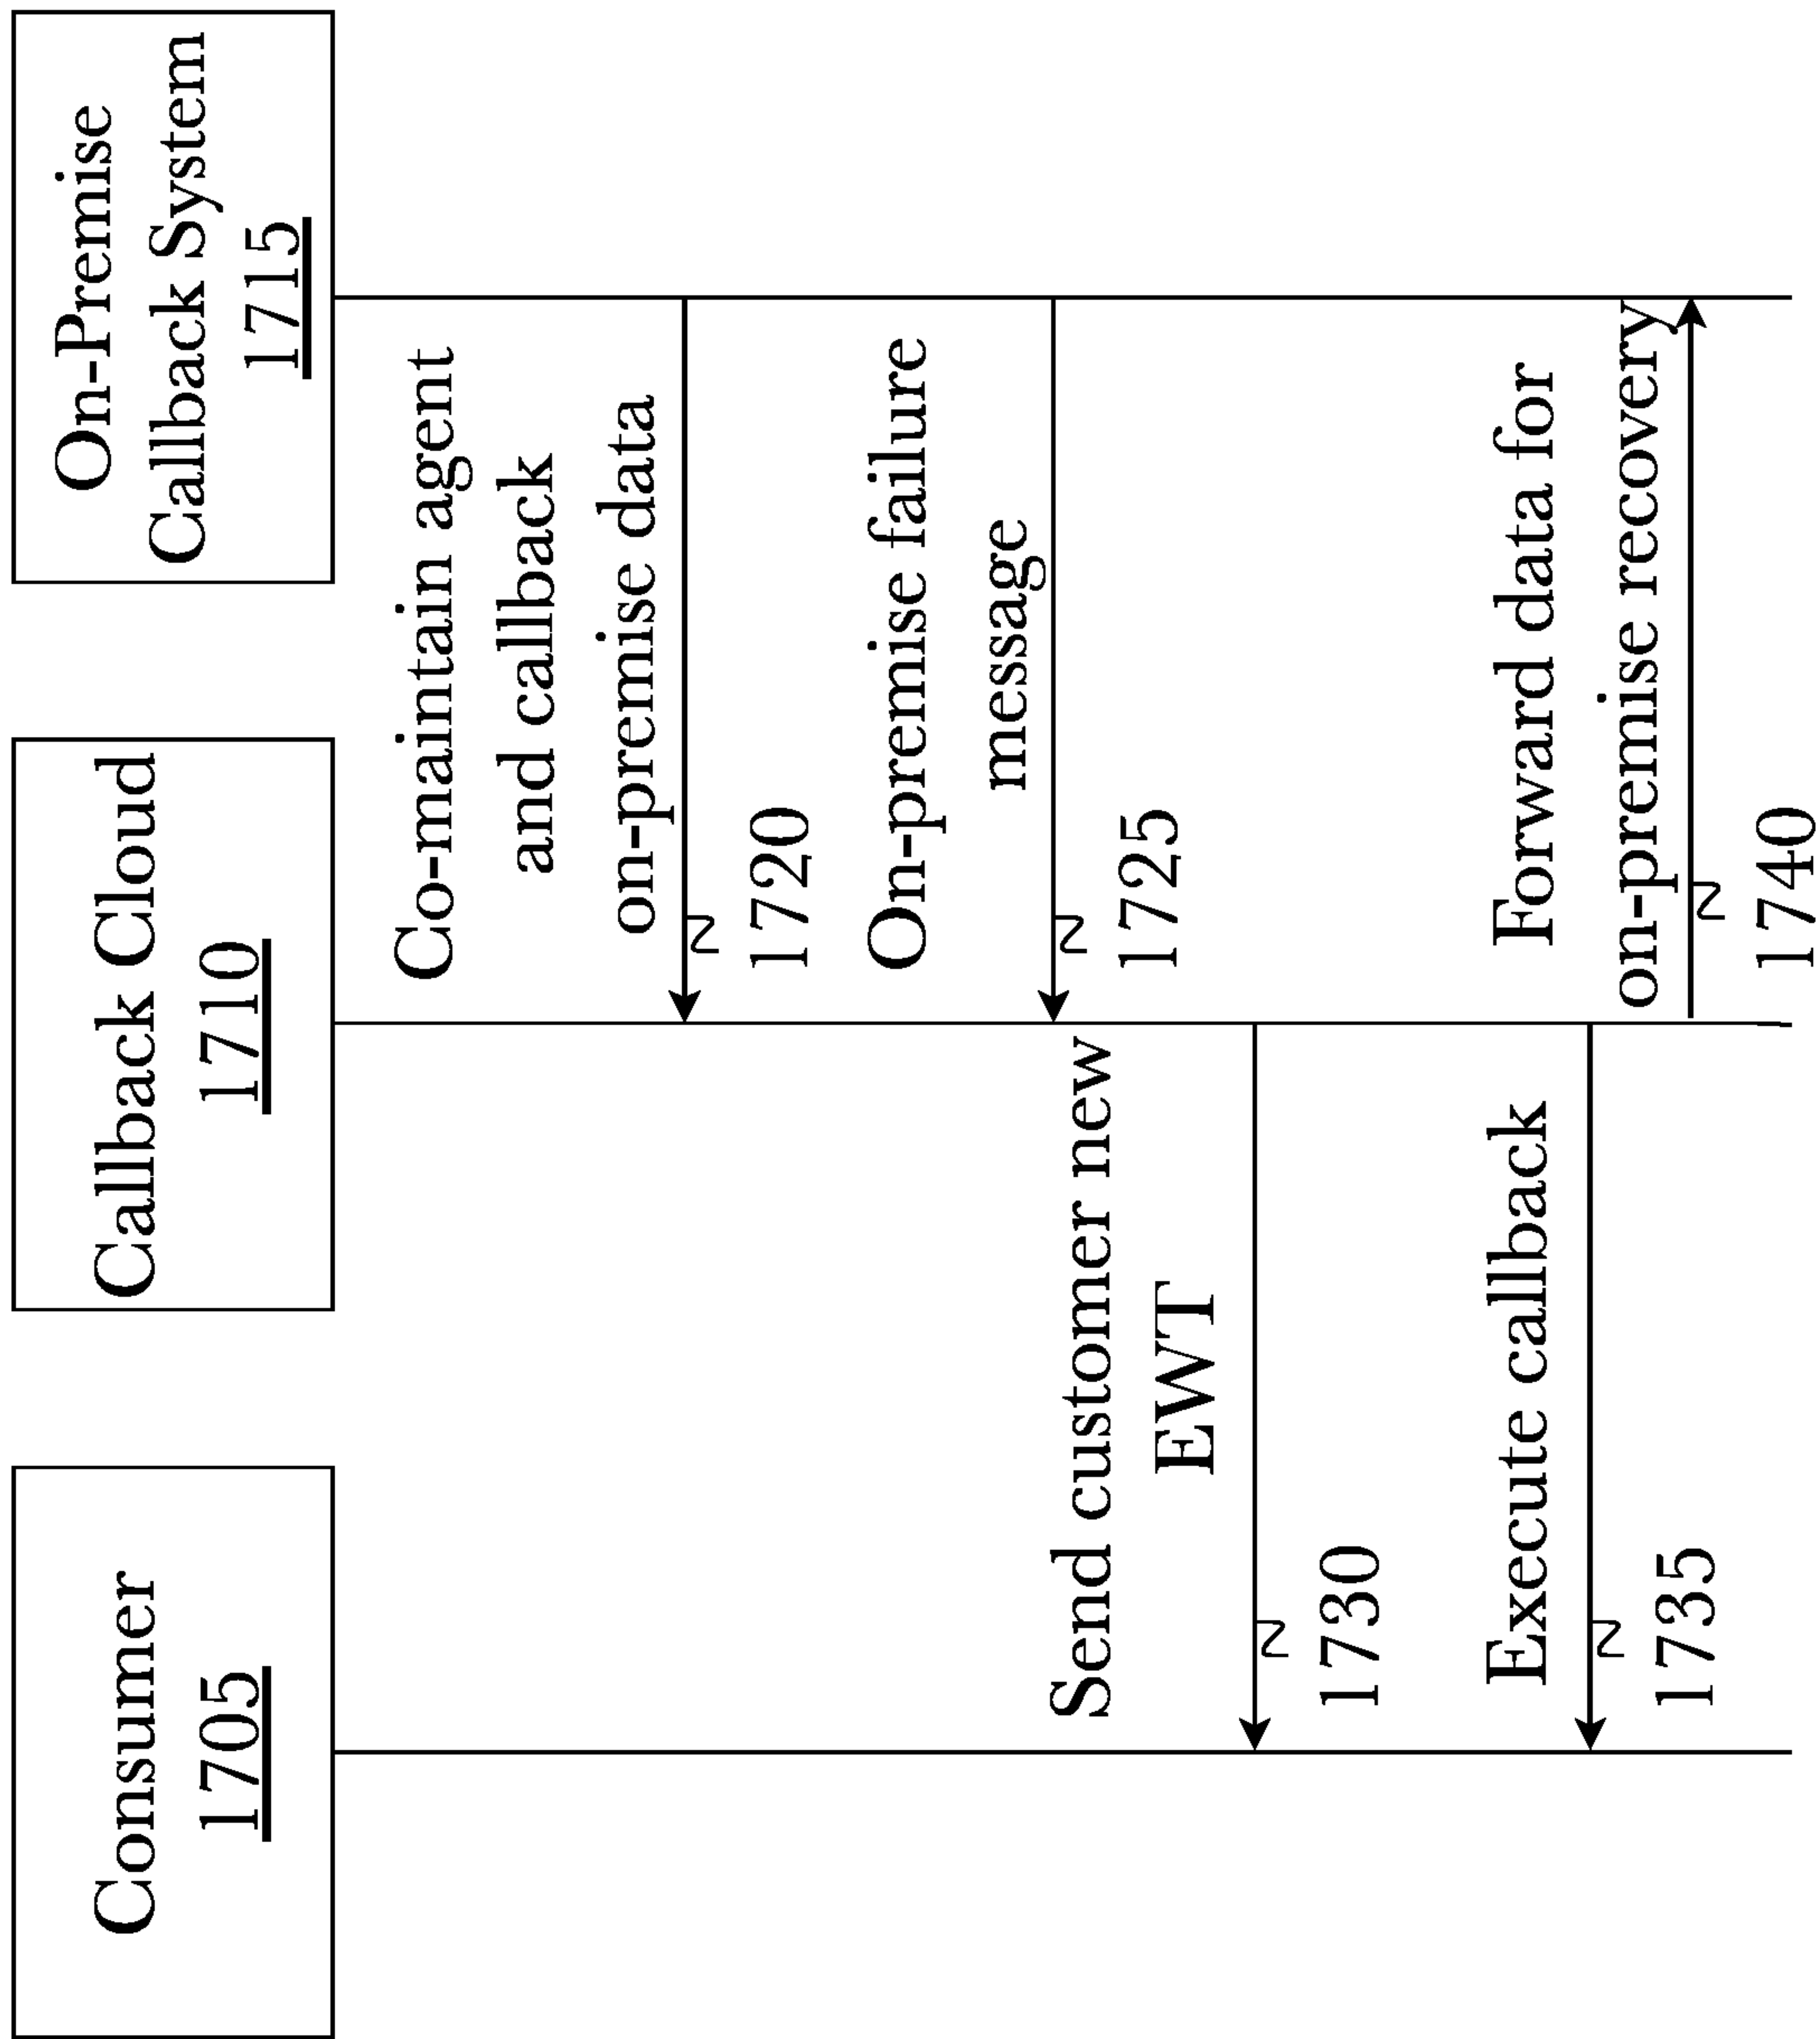 Consumer
1705
Callback Cloud
1710
On-Premise
Callback System
1715
Co-maintain agent
and callback
on-premise data
1720
On-premise failure
message
1725
Send customer new
EWT
1730
Execute callback
1735
Forward data for
on-premise recovery
1740